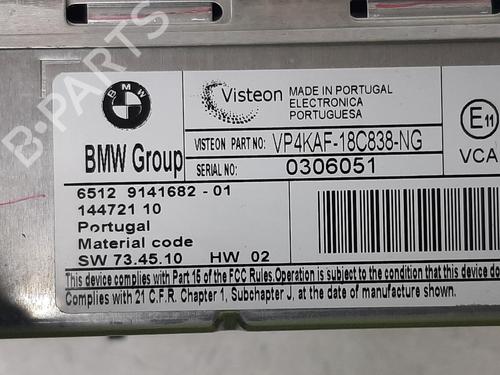 BMW Group
Visteon
MADE IN PORTUGAL
ELECTRONICA
PORTUGUESA
E11
VCA
VISTEON PART NO: VP4KAF-18C838-NG
SERIAL NO: 0306051
6512 9141682 - 01
144721 10
Portugal
Material code
SW 73.45.10 HW 02
This device complies with Part 15 of the FCC Rules.Operation is subject to the condition that this device
Complies with 21 C.F.R. Chapter 1, Subchapter J, at the date of manufacture shown.
B-PARTS